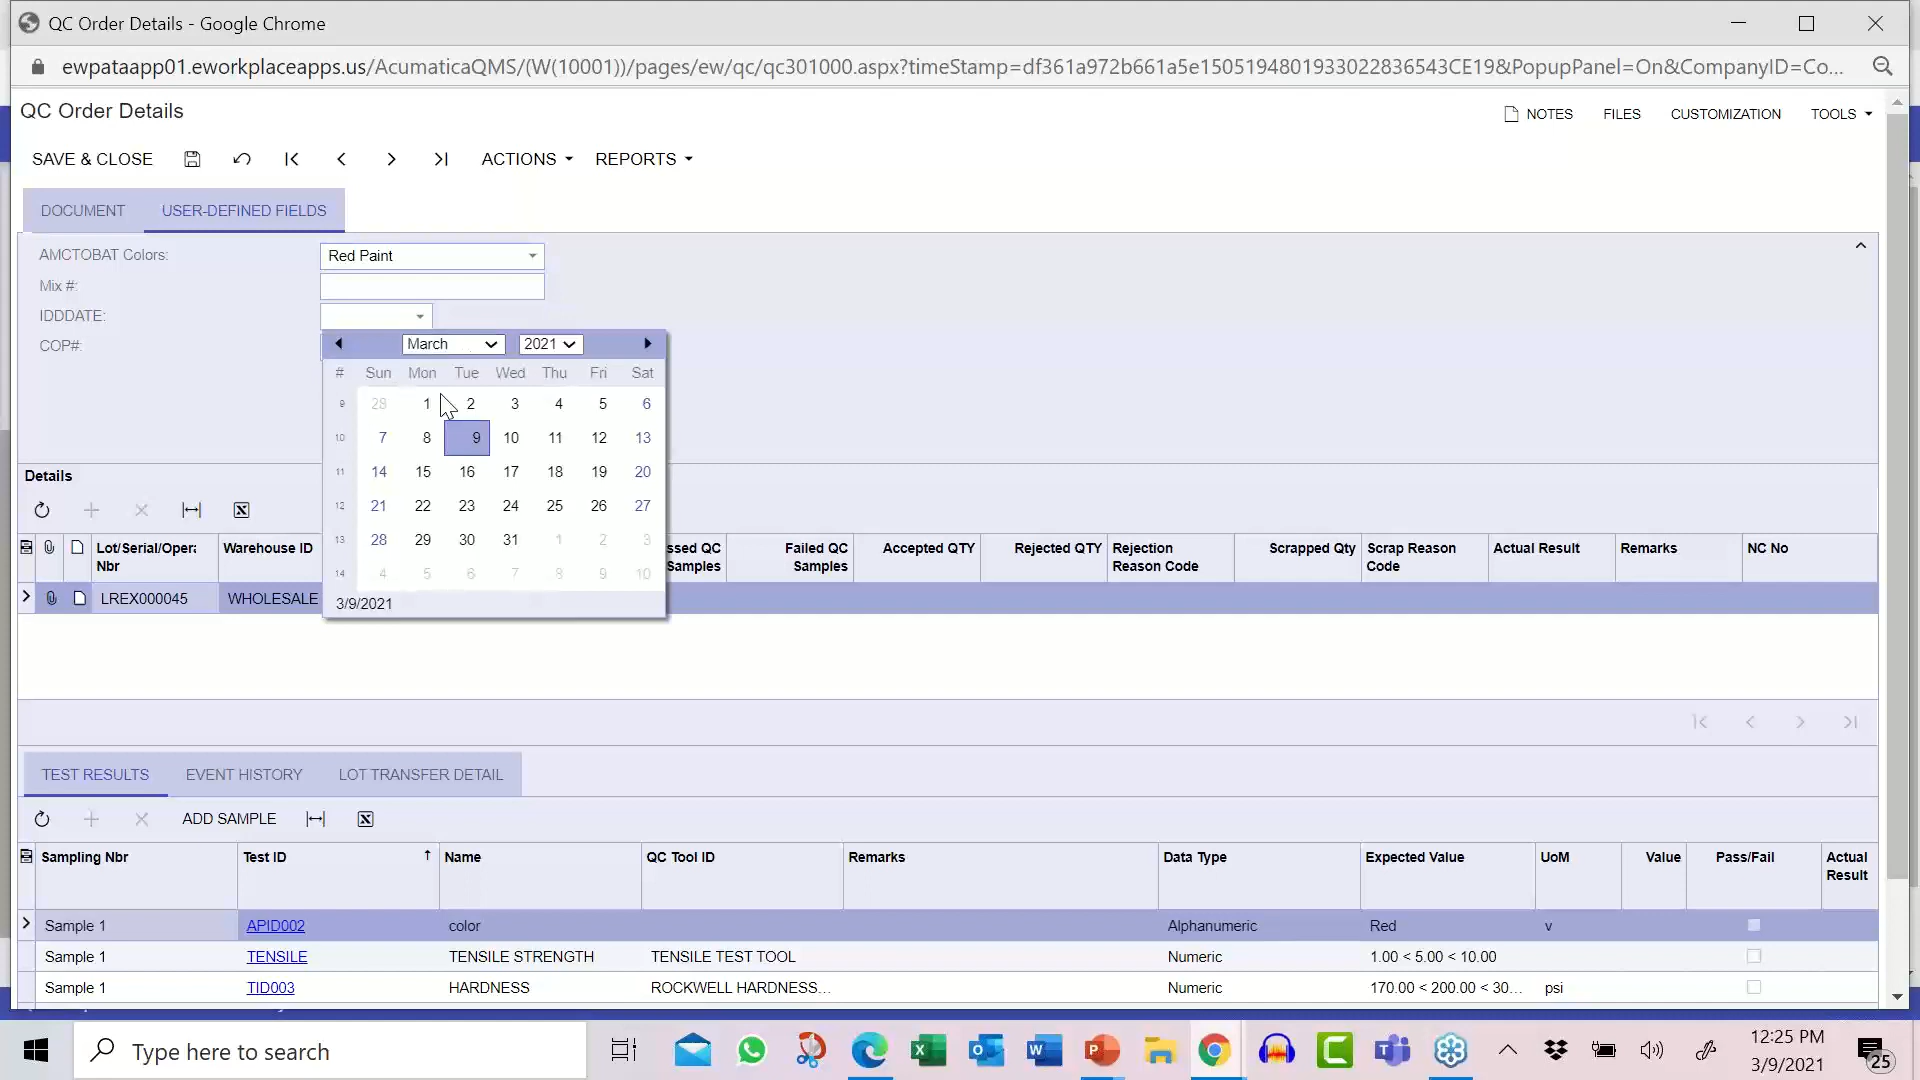 QC Order Details - Google Chrome
ewpataapp01.eworkplaceapps.us/AcumaticaQMS/(W(10001))/pages/ew/qc/qc301000.aspx?timeStamp=df361a972b661a5e1505194801933022836543CE19&PopupPanel=On&CompanyID=Co...
QC Order Details
NOTES FILES CUSTOMIZATION TOOLS
SAVE & CLOSE ACTIONS REPORTS
DOCUMENT USER-DEFINED FIELDS
AMCTOBAT Colors: Red Paint
Mix #:
IDDDATE:
COP#:
March 2021
# Sun Mon Tue Wed Thu Fri Sat
9 28 1 2 3 4 5 6
10 7 8 9 10 11 12 13
11 14 15 16 17 18 19 20
12 21 22 23 24 25 26 27
13 28 29 30 31 1 2 3
14 4 5 6 7 8 9 10
3/9/2021
Details
Lot/Serial/Opera Nbr Warehouse ID ssed QC Samples Failed QC Samples Accepted QTY Rejected QTY Rejection Reason Code Scrapped Qty Scrap Reason Code Actual Result Remarks NC No
LREX000045 WHOLESALE
TEST RESULTS EVENT HISTORY LOT TRANSFER DETAIL
ADD SAMPLE
Sampling Nbr Test ID Name QC Tool ID Remarks Data Type Expected Value UoM Value Pass/Fail Actual Result
Sample 1 APID002 color Alphanumeric Red v
Sample 1 TENSILE TENSILE STRENGTH TENSILE TEST TOOL Numeric 1.00 < 5.00 < 10.00
Sample 1 TID003 HARDNESS ROCKWELL HARDNESS... Numeric 170.00 < 200.00 < 30... psi
Type here to search
12:25 PM
3/9/2021
25